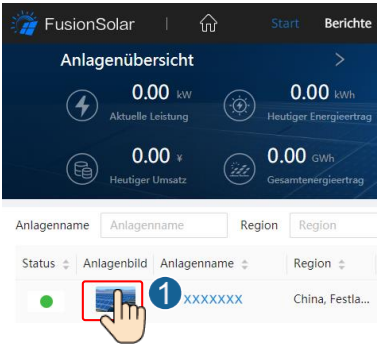 FusionSolar | Start Berichte
Anlagenübersicht >
0.00 kW 0.00 kWh
Aktuelle Leistung Heutiger Energieertrag
0.00 ¥ 0.00 GWh
Heutiger Umsatz Gesamtenergieertrag
Anlagenname Anlagenname Region Region
Status Anlagenbild Anlagenname Region
1 xxxxxxx China, Festla...